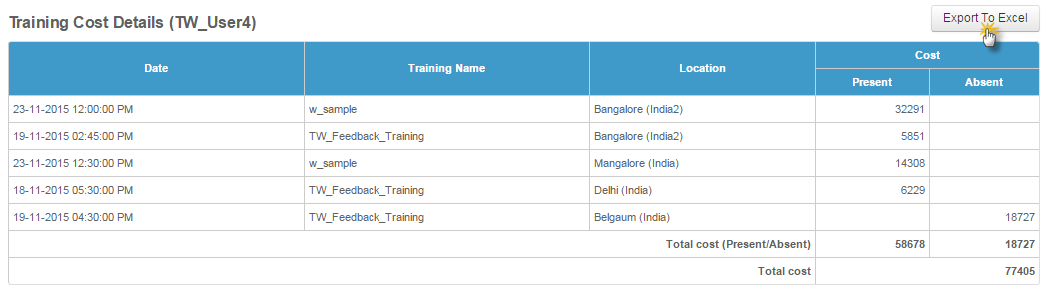 Training Cost Details (TW_User4)
Export To Excel
Date Training Name Location Cost
Present Absent
23-11-2015 12:00:00 PM w_sample Bangalore (India2) 32291
19-11-2015 02:45:00 PM TW_Feedback_Training Bangalore (India2) 5851
23-11-2015 12:30:00 PM w_sample Mangalore (India) 14308
18-11-2015 05:30:00 PM TW_Feedback_Training Delhi (India) 6229
19-11-2015 04:30:00 PM TW_Feedback_Training Belgaum (India) 18727
Total cost (Present/Absent) 58678 18727
Total cost 77405